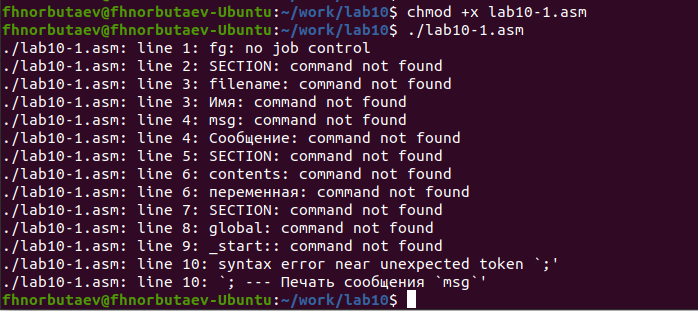 fhnorbutaev@fhnorbutaev-Ubuntu:~/work/lab10$ chmod +x lab10-1.asm
fhnorbutaev@fhnorbutaev-Ubuntu:~/work/lab10$ ./lab10-1.asm
./lab10-1.asm: line 1: fg: no job control
./lab10-1.asm: line 2: SECTION: command not found
./lab10-1.asm: line 3: filename: command not found
./lab10-1.asm: line 3: Имя: command not found
./lab10-1.asm: line 4: msg: command not found
./lab10-1.asm: line 4: Сообщение: command not found
./lab10-1.asm: line 5: SECTION: command not found
./lab10-1.asm: line 6: contents: command not found
./lab10-1.asm: line 6: переменная: command not found
./lab10-1.asm: line 7: SECTION: command not found
./lab10-1.asm: line 8: global: command not found
./lab10-1.asm: line 9: _start:: command not found
./lab10-1.asm: line 10: syntax error near unexpected token `;'
./lab10-1.asm: line 10: `; --- Печать сообщения `msg`'
fhnorbutaev@fhnorbutaev-Ubuntu:~/work/lab10$